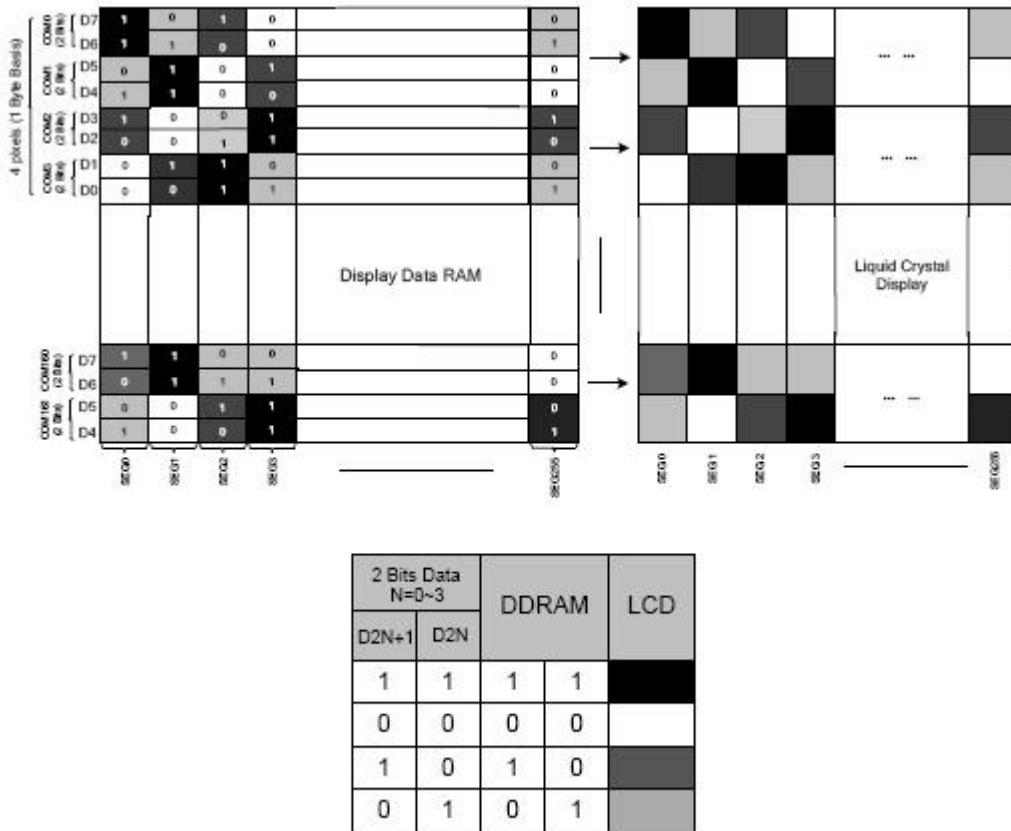 4 pixels (1 Byte Basis)
COM0 (2 Bits)
D7 1 0 1 0 0
D6 1 1 0 0 1
COM1 (2 Bits)
D5 0 1 0 1 0
D4 1 1 0 0 0
COM2 (2 Bits)
D3 1 0 0 1 1
D2 0 0 1 1 0
(2 Bits)
D1 0 1 1 0 0
D0 0 0 1 1 1
... ...
... ...
Display Data RAM
Liquid Crystal
Display
COM160 (2 Bits)
D7 1 1 0 0 0
D6 0 1 1 1 0
COM161 (2 Bits)
D5 0 0 1 1 0
D4 1 0 0 1 1
... ...
SEG0 SEG1 SEG2 SEG3 SEG255
SEG0 SEG1 SEG2 SEG3 SEG255
2 Bits Data
N=0~3
DDRAM
LCD
D2N+1 D2N
1 1 1 1
0 0 0 0
1 0 1 0
0 1 0 1